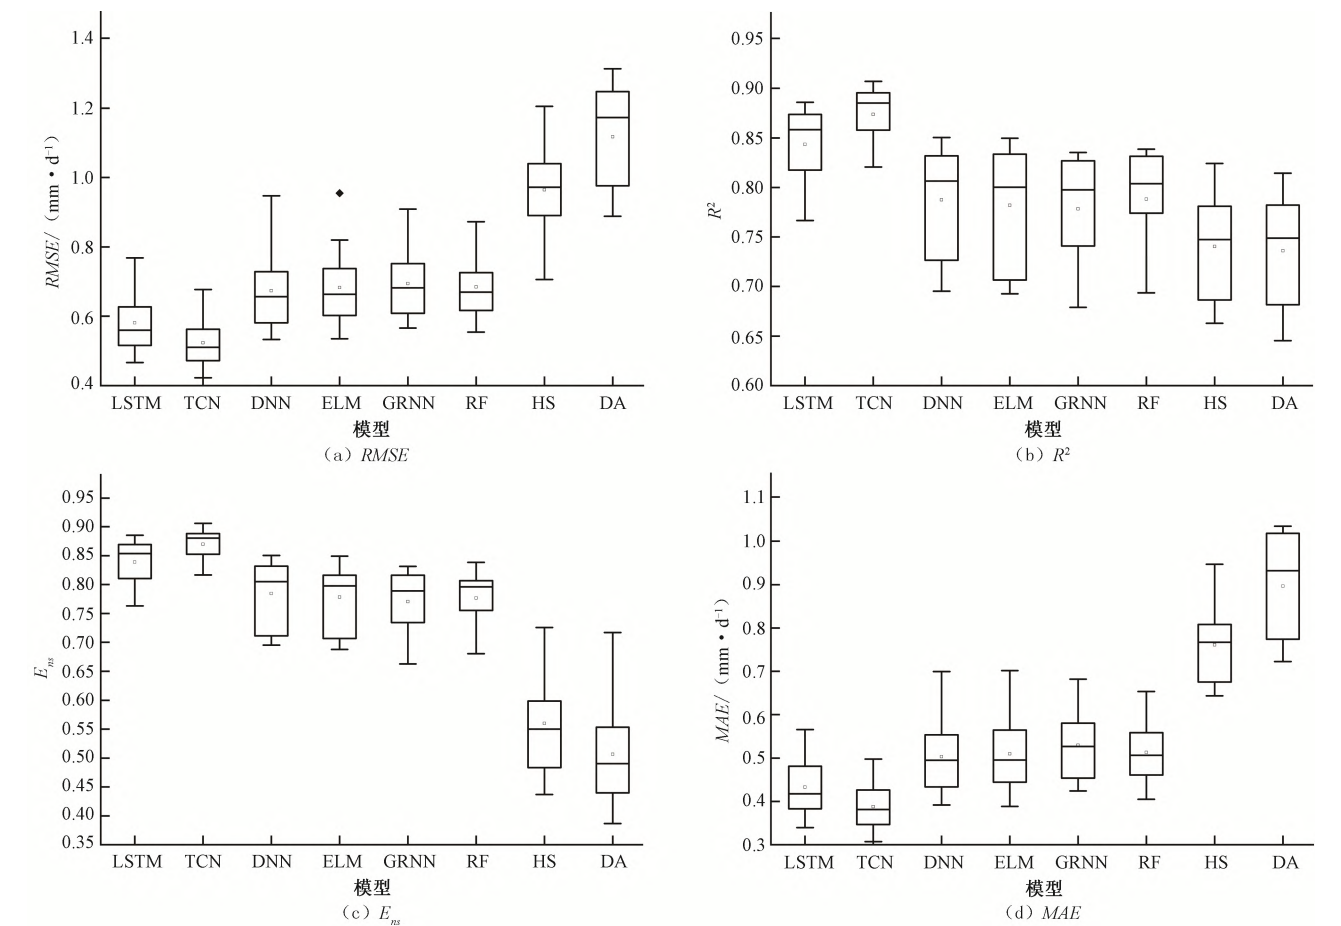 1.4
1.2
1.0
0.8
0.6
0.4
RMSE/（mm·d⁻¹）
LSTM TCN DNN ELM GRNN RF HS DA
模型
（a）RMSE
0.95
0.90
0.85
0.80
0.75
0.70
0.65
0.60
R²
LSTM TCN DNN ELM GRNN RF HS DA
模型
（b）R²
0.95
0.90
0.85
0.80
0.75
0.70
0.65
0.60
0.55
0.50
0.45
0.40
0.35
Eₙₛ
LSTM TCN DNN ELM GRNN RF HS DA
模型
（c）Eₙₛ
1.1
1.0
0.9
0.8
0.7
0.6
0.5
0.4
0.3
MAE/（mm·d⁻¹）
LSTM TCN DNN ELM GRNN RF HS DA
模型
（d）MAE